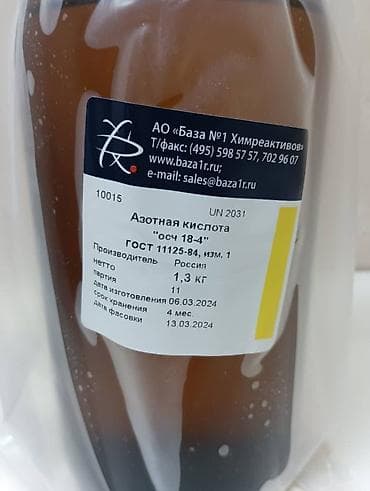 АО «База №1 Химреактивов»
Т/факс: (495) 598 57 57, 702 96 07
www.baza1r.ru;
e-mail: sales@baza1r.ru
10015 UN 2031
Азотная кислота
"осч 18-4"
ГОСТ 11125-84, изм. 1
Производитель Россия
нетто 1,3 кг
партия 11
дата изготовления 06.03.2024
срок хранения 4 мес.
дата фасовки 13.03.2024